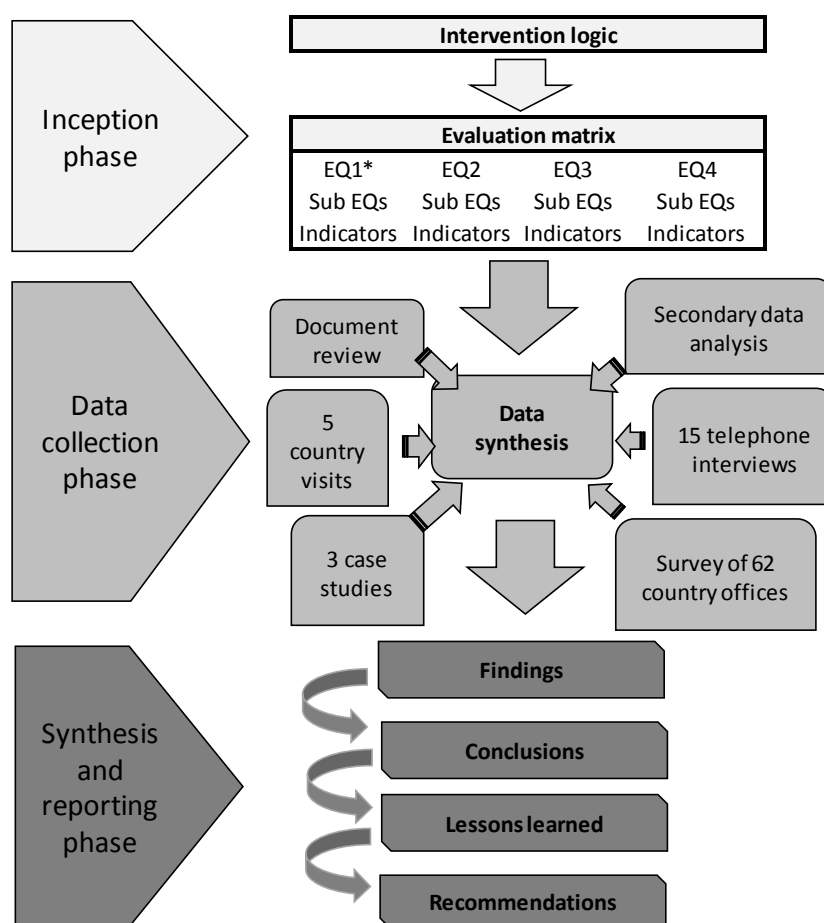 Inception
phase
Intervention logic
Evaluation matrix
EQ1* EQ2 EQ3 EQ4
Sub EQs Sub EQs Sub EQs Sub EQs
Indicators Indicators Indicators Indicators
Data
collection
phase
Document
review
Secondary data
analysis
5
country
visits
Data
synthesis
15 telephone
interviews
3 case
studies
Survey of 62
country offices
Synthesis
and
reporting
phase
Findings
Conclusions
Lessons learned
Recommendations